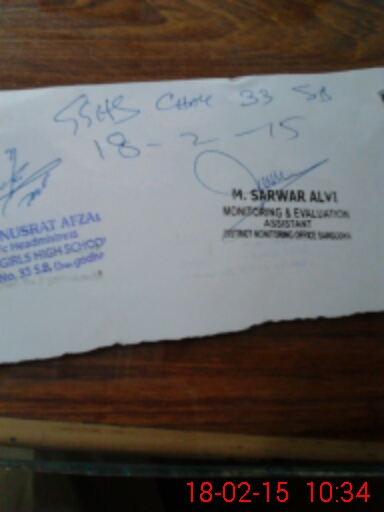 GGHS Chak 33 SB
18-2-15
NUSRAT AFZAL
I/c Headmistress
GIRLS HIGH SCHOOL
No. 33 S.B.
M. SARWAR ALVI
MONITORING & EVALUATION
ASSISTANT
DISTRICT MONITORING OFFICE SARGODHA
18-02-15 10:34